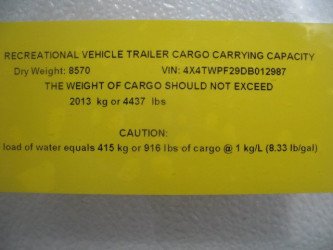 RECREATIONAL VEHICLE TRAILER CARGO CARRYING CAPACITY
Dry Weight: 8570 VIN: 4X4TWPF29DB012987
THE WEIGHT OF CARGO SHOULD NOT EXCEED
2013 kg or 4437 lbs
CAUTION:
load of water equals 415 kg or 916 lbs of cargo @ 1 kg/L (8.33 lb/gal)